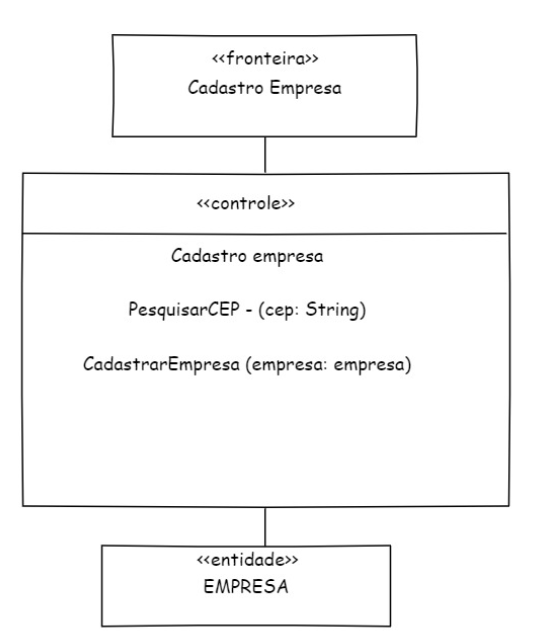 <<fronteira>>
Cadastro Empresa
<<controle>>
Cadastro empresa
PesquisarCEP - (cep: String)
CadastrarEmpresa (empresa: empresa)
<<entidade>>
EMPRESA